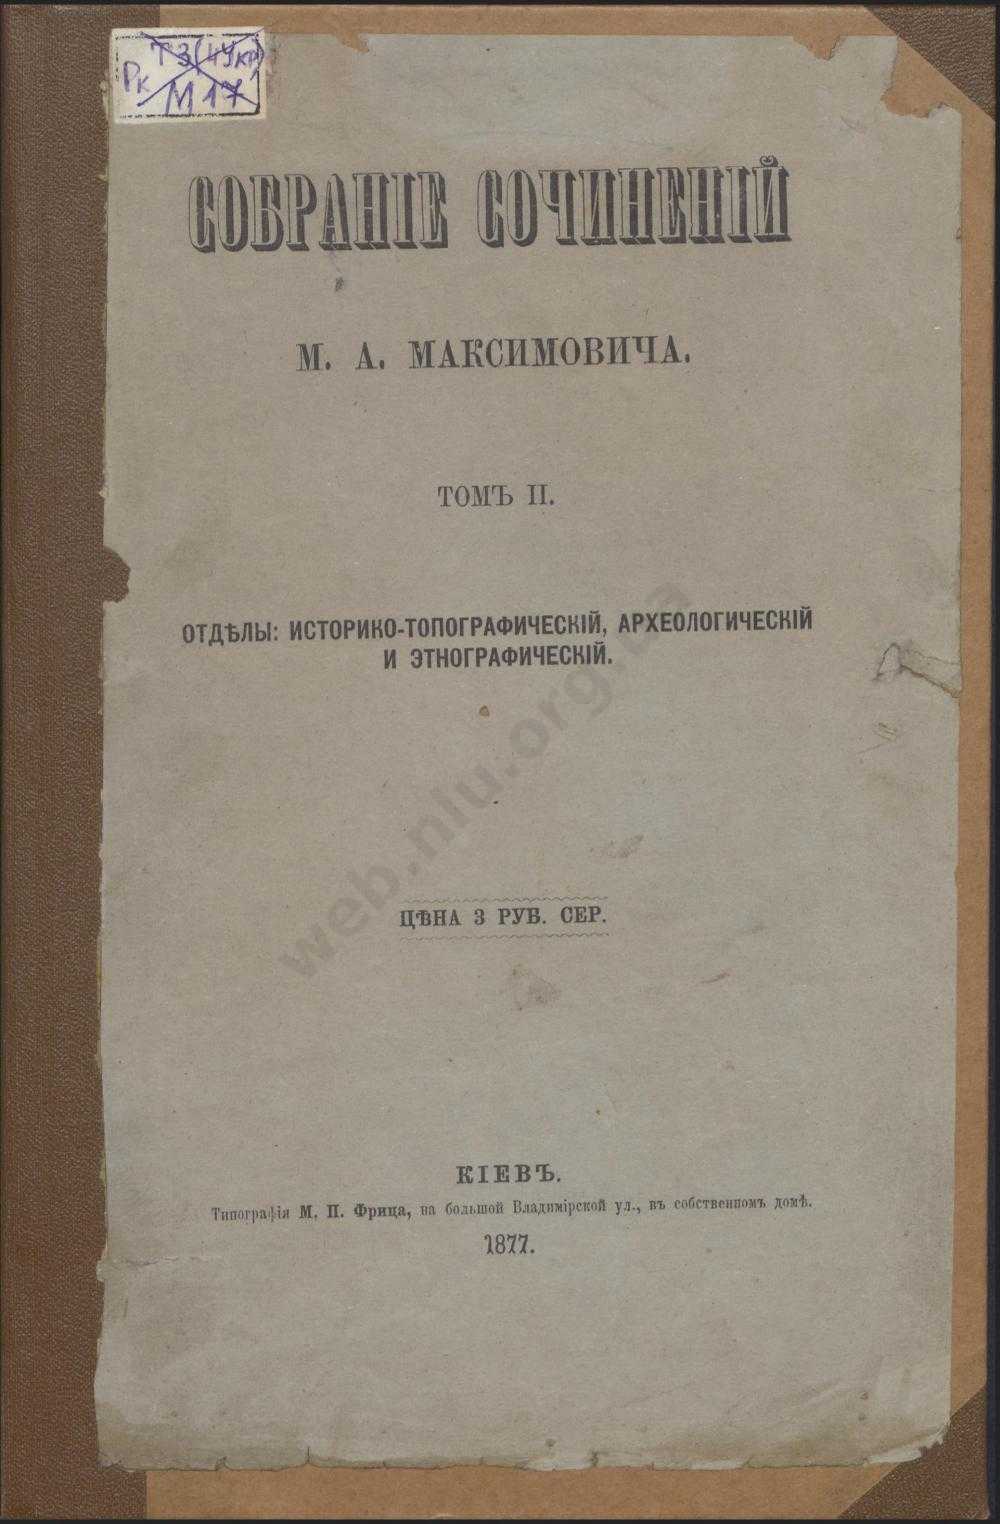 Т3(4Укр)
Рк
М17
СОБРАНІЕ СОЧИНЕНІЙ
М. А. МАКСИМОВИЧА.
ТОМЪ II.
ОТДѢЛЫ: ИСТОРИКО-ТОПОГРАФИЧЕСКІЙ, АРХЕОЛОГИЧЕСКІЙ
И ЭТНОГРАФИЧЕСКІЙ.
web.nlu.org.ua
ЦѢНА 3 РУБ. СЕР.
КІЕВЪ.
Типографія М. П. Фрица, на большой Владимірской ул., въ собственномъ домѣ.
1877.